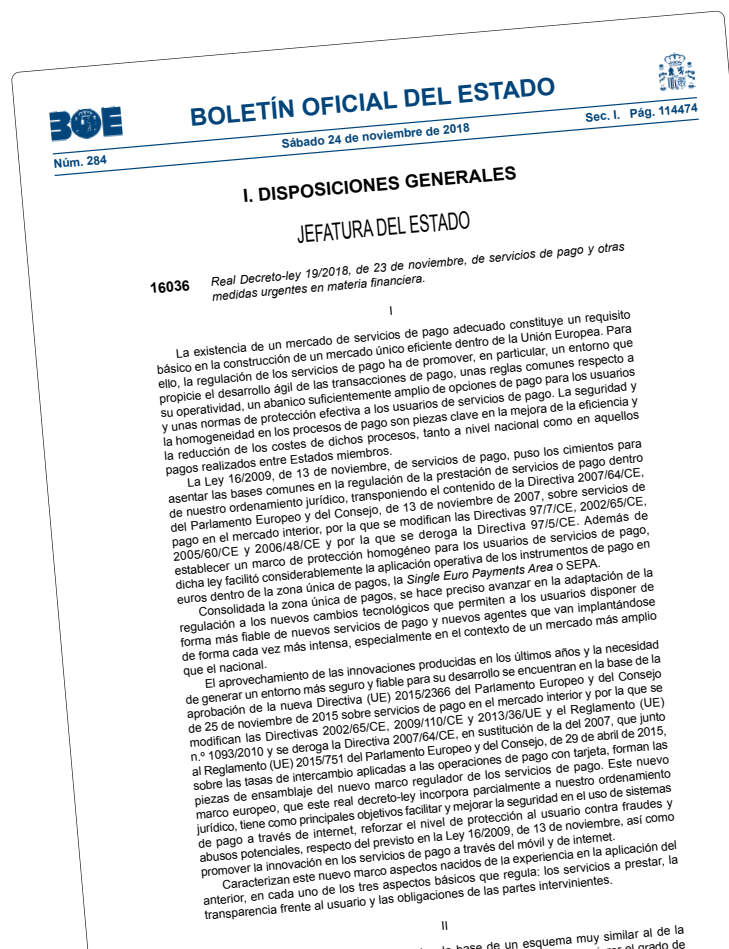 BOE
BOLETÍN OFICIAL DEL ESTADO
Núm. 284
Sábado 24 de noviembre de 2018
Sec. I. Pág. 114474
I. DISPOSICIONES GENERALES
JEFATURA DEL ESTADO
16036
Real Decreto-ley 19/2018, de 23 de noviembre, de servicios de pago y otras
medidas urgentes en materia financiera.
I
La existencia de un mercado de servicios de pago adecuado constituye un requisito
básico en la construcción de un mercado único eficiente dentro de la Unión Europea. Para
ello, la regulación de los servicios de pago ha de promover, en particular, un entorno que
propicie el desarrollo ágil de las transacciones de pago, unas reglas comunes respecto a
su operatividad, un abanico suficientemente amplio de opciones de pago para los usuarios
y unas normas de protección efectiva a los usuarios de servicios de pago. La seguridad y
la homogeneidad en los procesos de pago son piezas clave en la mejora de la eficiencia y
la reducción de los costes de dichos procesos, tanto a nivel nacional como en aquellos
pagos realizados entre Estados miembros.
La Ley 16/2009, de 13 de noviembre, de servicios de pago, puso los cimientos para
asentar las bases comunes en la regulación de la prestación de servicios de pago dentro
de nuestro ordenamiento jurídico, transponiendo el contenido de la Directiva 2007/64/CE,
del Parlamento Europeo y del Consejo, de 13 de noviembre de 2007, sobre servicios de
pago en el mercado interior, por la que se modifican las Directivas 97/7/CE, 2002/65/CE,
2005/60/CE y 2006/48/CE y por la que se deroga la Directiva 97/5/CE. Además de
establecer un marco de protección homogéneo para los usuarios de servicios de pago,
dicha ley facilitó considerablemente la aplicación operativa de los instrumentos de pago en
euros dentro de la zona única de pagos, la Single Euro Payments Area o SEPA.
Consolidada la zona única de pagos, se hace preciso avanzar en la adaptación de la
regulación a los nuevos cambios tecnológicos que permiten a los usuarios disponer de
forma más fiable de nuevos servicios de pago y nuevos agentes que van implantándose
de forma cada vez más intensa, especialmente en el contexto de un mercado más amplio
que el nacional.
El aprovechamiento de las innovaciones producidas en los últimos años y la necesidad
de generar un entorno más seguro y fiable para su desarrollo se encuentran en la base de la
aprobación de la nueva Directiva (UE) 2015/2366 del Parlamento Europeo y del Consejo
de 25 de noviembre de 2015 sobre servicios de pago en el mercado interior y por la que se
modifican las Directivas 2002/65/CE, 2009/110/CE y 2013/36/UE y el Reglamento (UE)
n.º 1093/2010 y se deroga la Directiva 2007/64/CE, en sustitución de la del 2007, que junto
al Reglamento (UE) 2015/751 del Parlamento Europeo y del Consejo, de 29 de abril de 2015,
sobre las tasas de intercambio aplicadas a las operaciones de pago con tarjeta, forman las
piezas de ensamblaje del nuevo marco regulador de los servicios de pago. Este nuevo
marco europeo, que este real decreto-ley incorpora parcialmente a nuestro ordenamiento
jurídico, tiene como principales objetivos facilitar y mejorar la seguridad en el uso de sistemas
de pago a través de internet, reforzar el nivel de protección al usuario contra fraudes y
abusos potenciales, respecto del previsto en la Ley 16/2009, de 13 de noviembre, así como
promover la innovación en los servicios de pago a través del móvil y de internet.
Caracterizan este nuevo marco aspectos nacidos de la experiencia en la aplicación del
anterior, en cada uno de los tres aspectos básicos que regula: los servicios a prestar, la
transparencia frente al usuario y las obligaciones de las partes intervinientes.
II
base de un esquema muy similar al de la
el grado de